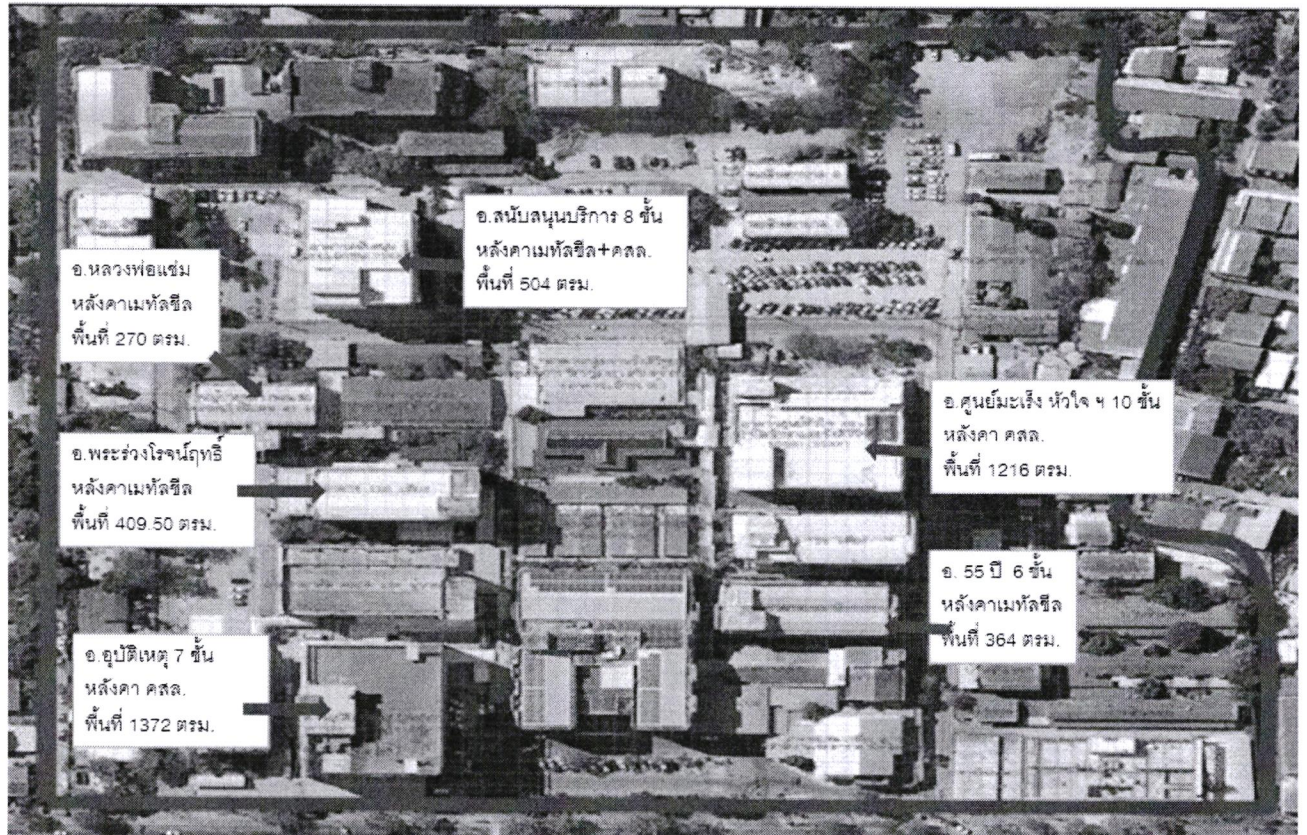 อ.สนับสนุนบริการ 8 ชั้น
หลังคาเมทัลชีล+คสล.
พื้นที่ 504 ตรม.
อ.หลวงพ่อแช่ม
หลังคาเมทัลชีล
พื้นที่ 270 ตรม.
อ.ศูนย์มะเร็ง หัวใจ ฯ 10 ชั้น
หลังคา คสล.
พื้นที่ 1216 ตรม.
อ.พระร่วงโรจน์ฤทธิ์
หลังคาเมทัลชีล
พื้นที่ 409.50 ตรม.
อ. 55 ปี 6 ชั้น
หลังคาเมทัลชีล
พื้นที่ 364 ตรม.
อ.อุบัติเหตุ 7 ชั้น
หลังคา คสล.
พื้นที่ 1372 ตรม.